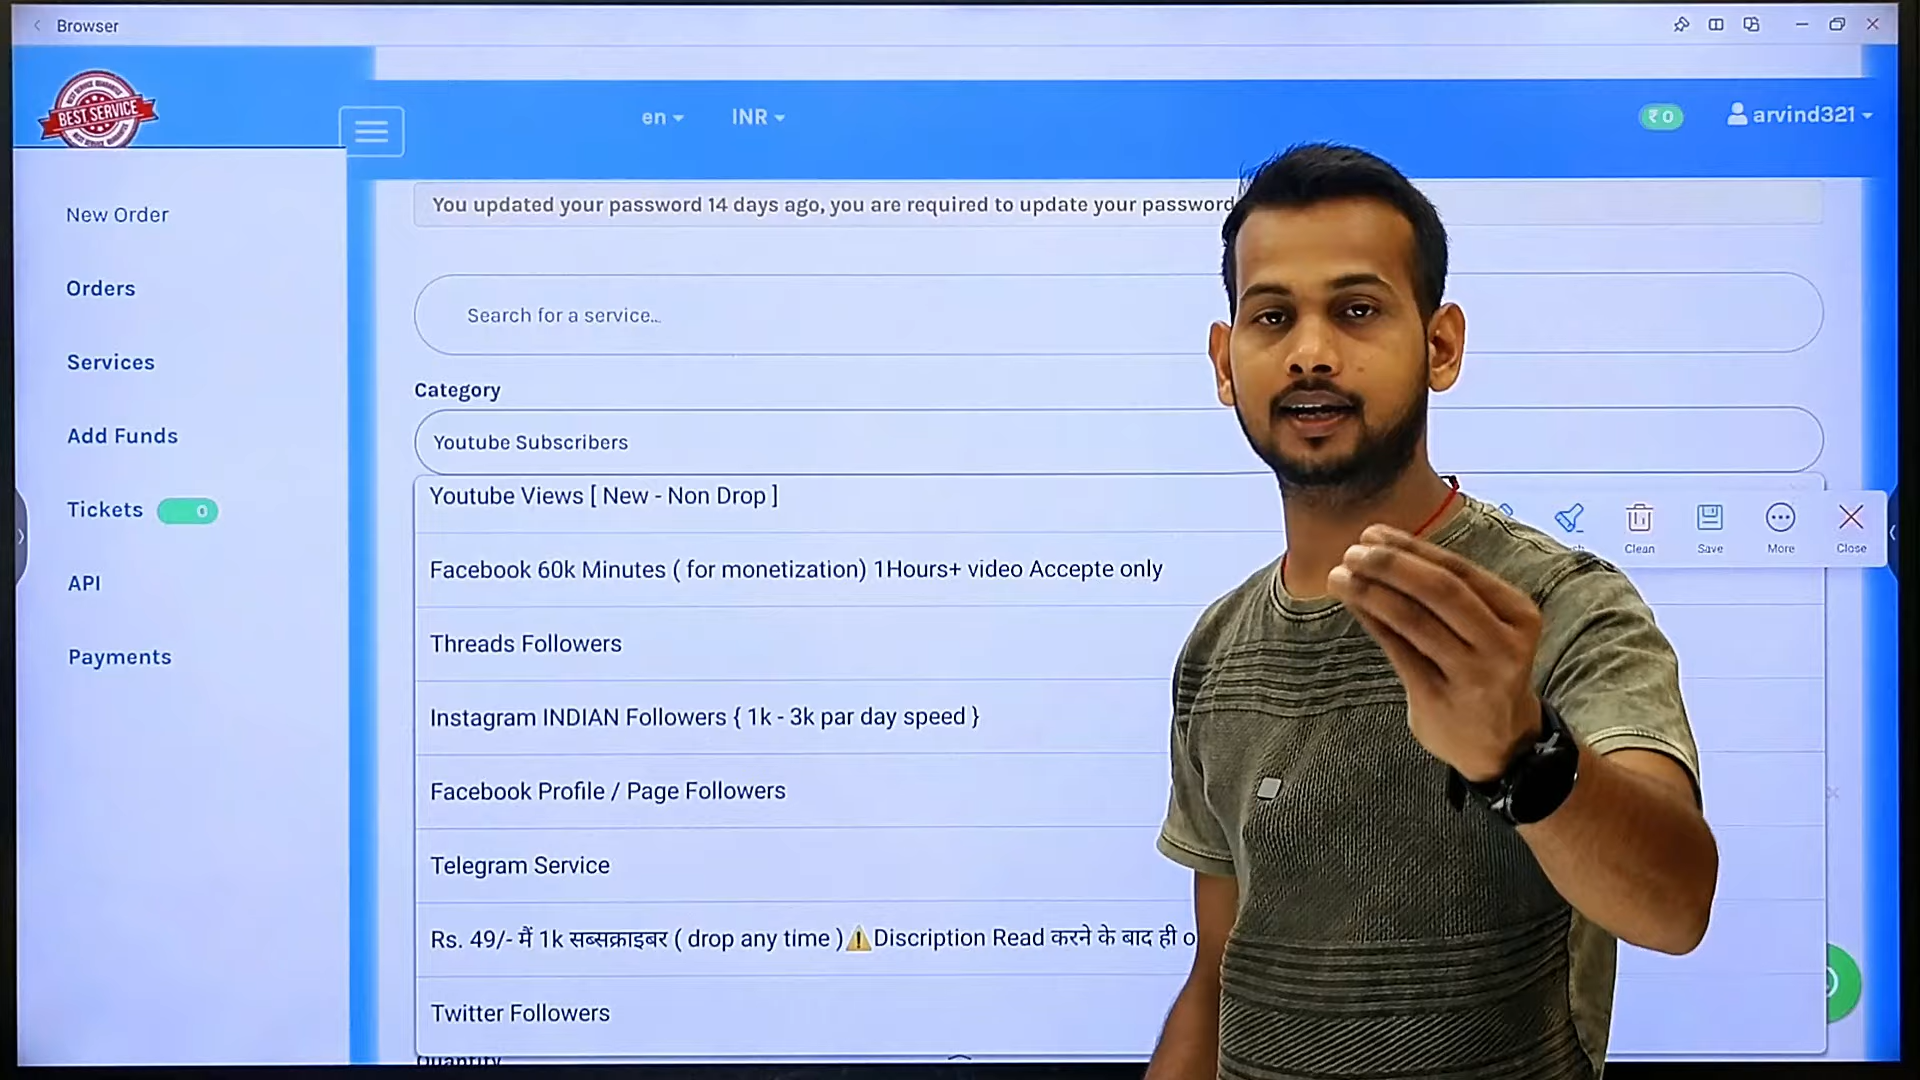 Browser
BEST SERVICE
en
INR
₹ 0
arvind321
New Order
Orders
Services
Add Funds
Tickets 0
API
Payments
You updated your password 14 days ago, you are required to update your password
Search for a service...
Category
Youtube Subscribers
Youtube Views [ New - Non Drop ]
Facebook 60k Minutes ( for monetization) 1Hours+ video Accepte only
Threads Followers
Instagram INDIAN Followers { 1k - 3k par day speed }
Facebook Profile / Page Followers
Telegram Service
Rs. 49/- मैं 1k सब्सक्राइबर ( drop any time )⚠️Discription Read करने के बाद ही o
Twitter Followers
Quantity
Clean
Save
More
Close